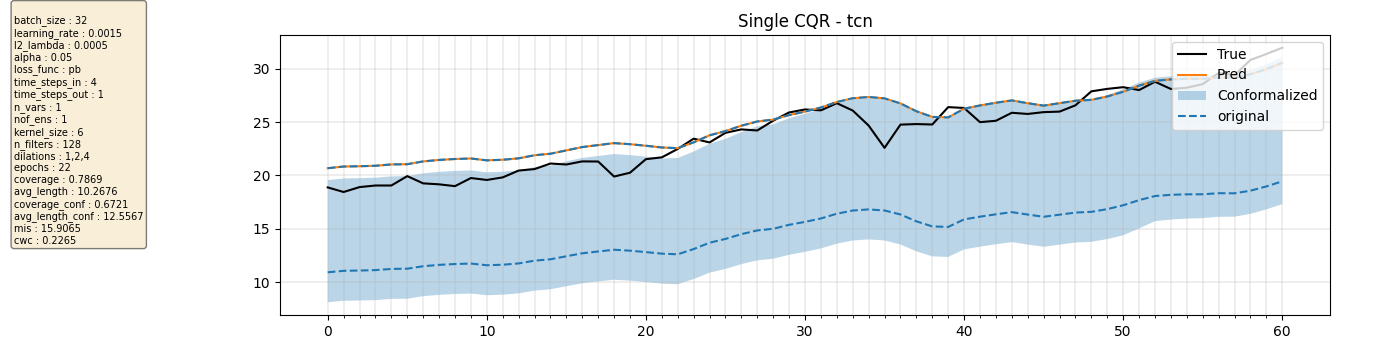 batch_size : 32
learning_rate : 0.0015
l2_lambda : 0.0005
alpha : 0.05
loss_func : pb
time_steps_in : 4
time_steps_out : 1
n_vars : 1
nof_ens : 1
kernel_size : 6
n_filters : 128
dilations : 1,2,4
epochs : 22
coverage : 0.7869
avg_length : 10.2676
coverage_conf : 0.6721
avg_length_conf : 12.5567
mis : 15.9065
cwc : 0.2265
Single CQR - tcn
True
Pred
Conformalized
original
30
25
20
15
10
0 10 20 30 40 50 60